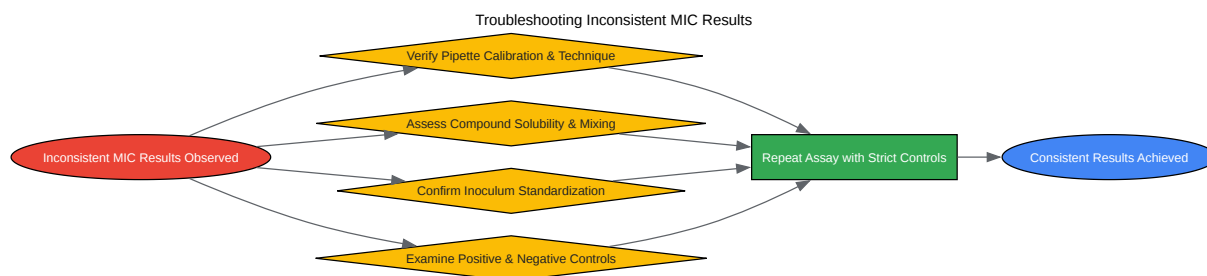 Troubleshooting Inconsistent MIC Results
Verify Pipette Calibration & Technique
Assess Compound Solubility & Mixing
Inconsistent MIC Results Observed
Repeat Assay with Strict Controls
Consistent Results Achieved
Confirm Inoculum Standardization
Examine Positive & Negative Controls